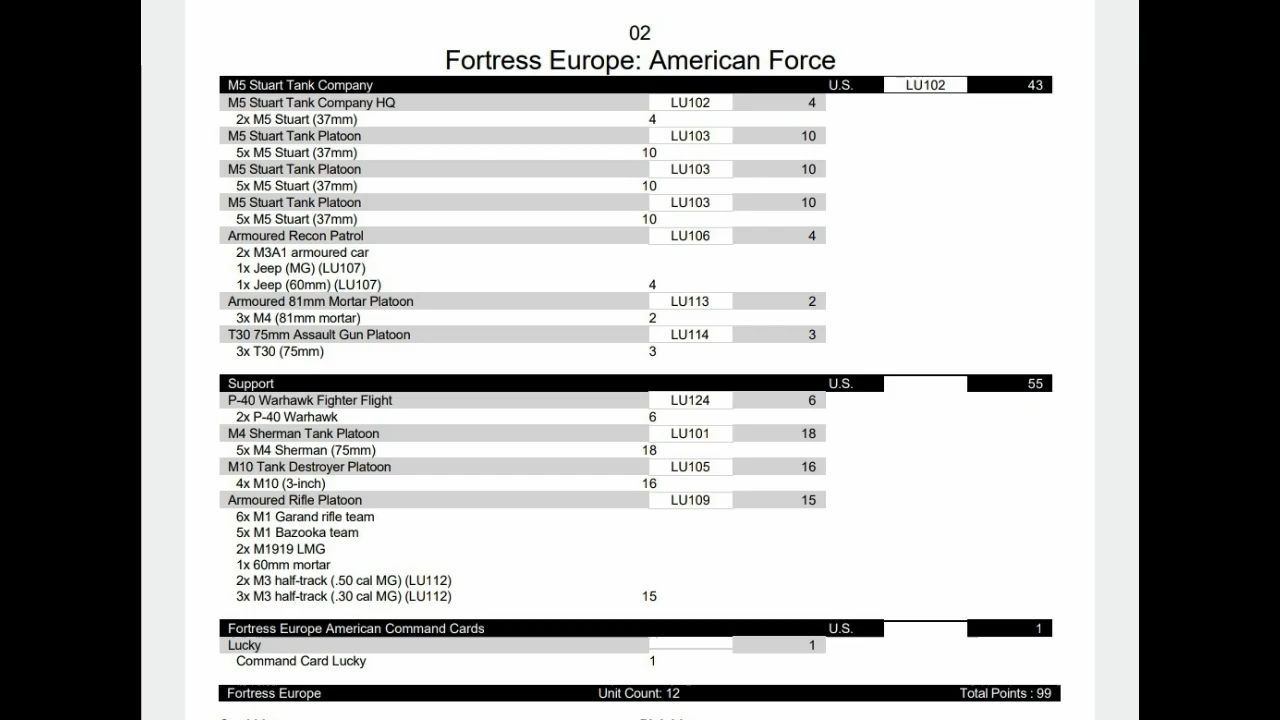 02
Fortress Europe: American Force
M5 Stuart Tank Company U.S. LU102 43
M5 Stuart Tank Company HQ LU102 4
2x M5 Stuart (37mm) 4
M5 Stuart Tank Platoon LU103 10
5x M5 Stuart (37mm) 10
M5 Stuart Tank Platoon LU103 10
5x M5 Stuart (37mm) 10
M5 Stuart Tank Platoon LU103 10
5x M5 Stuart (37mm) 10
Armoured Recon Patrol LU106 4
2x M3A1 armoured car
1x Jeep (MG) (LU107)
1x Jeep (60mm) (LU107) 4
Armoured 81mm Mortar Platoon LU113 2
3x M4 (81mm mortar) 2
T30 75mm Assault Gun Platoon LU114 3
3x T30 (75mm) 3
Support U.S. 55
P-40 Warhawk Fighter Flight LU124 6
2x P-40 Warhawk 6
M4 Sherman Tank Platoon LU101 18
5x M4 Sherman (75mm) 18
M10 Tank Destroyer Platoon LU105 16
4x M10 (3-inch) 16
Armoured Rifle Platoon LU109 15
6x M1 Garand rifle team
5x M1 Bazooka team
2x M1919 LMG
1x 60mm mortar
2x M3 half-track (.50 cal MG) (LU112)
3x M3 half-track (.30 cal MG) (LU112) 15
Fortress Europe American Command Cards U.S. 1
Lucky 1
Command Card Lucky 1
Fortress Europe Unit Count: 12 Total Points : 99